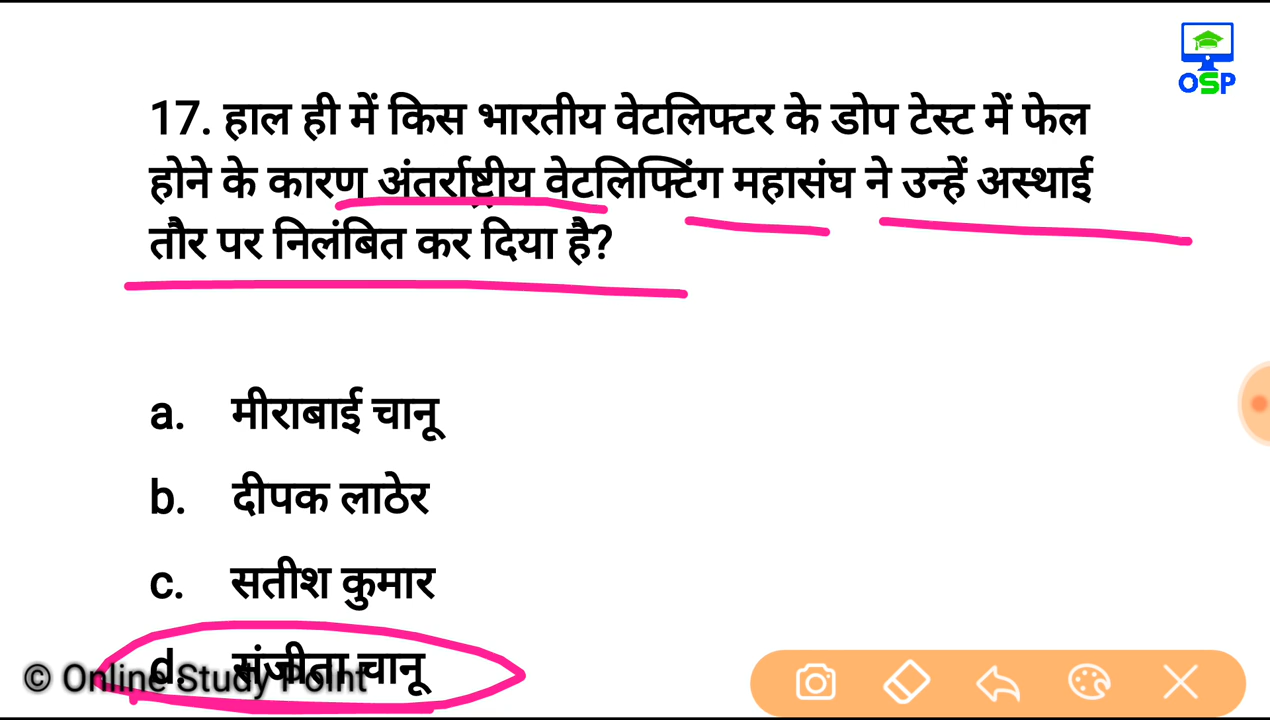 OSP
17. हाल ही में किस भारतीय वेटलिफ्टर के डोप टेस्ट में फेल
होने के कारण अंतर्राष्ट्रीय वेटलिफ्टिंग महासंघ ने उन्हें अस्थाई
तौर पर निलंबित कर दिया है?
a. मीराबाई चानू
b. दीपक लाठेर
c. सतीश कुमार
d. संजीता चानू
© Online Study Point